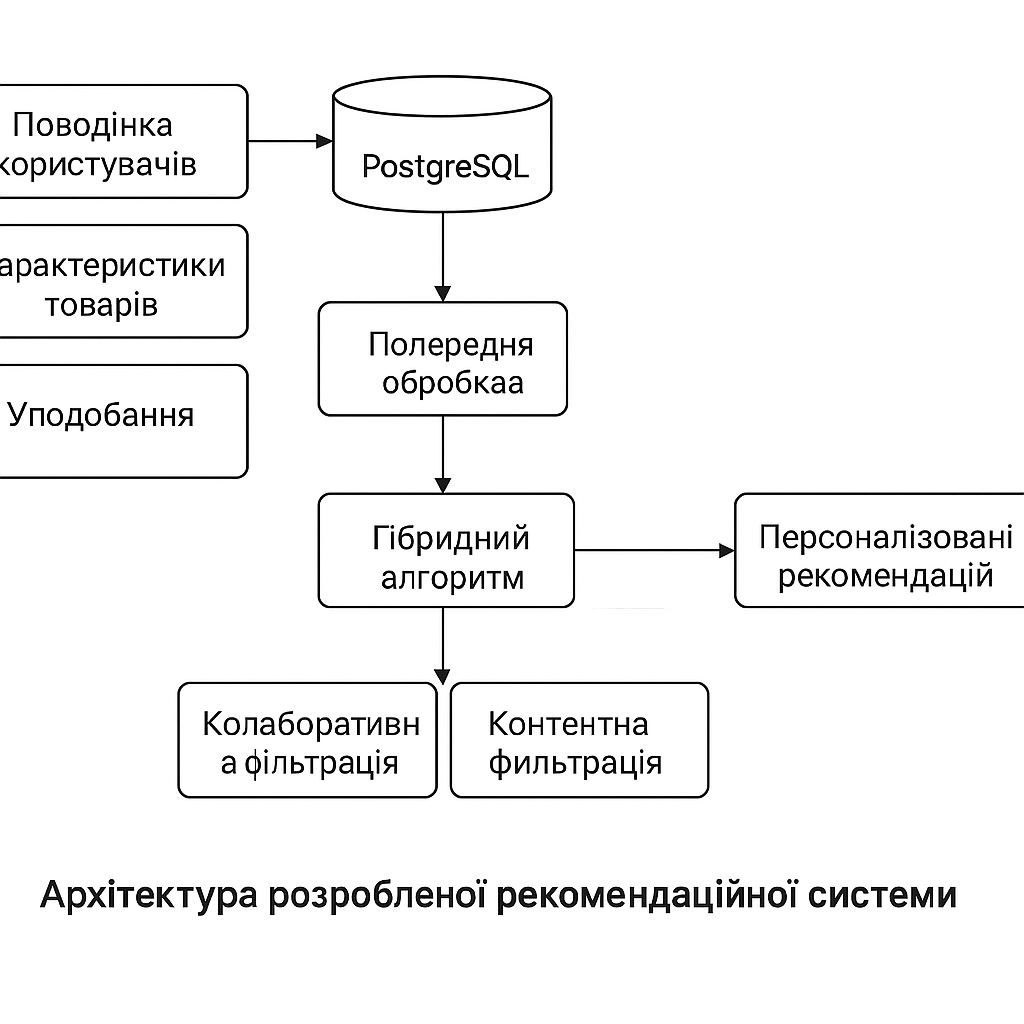 Поводінка
користувачів
PostgreSQL
арактеристики
товарів
Уподобання
Полередня
обробкаа
Гібридний
алгоритм
Персоналізовані
рекомендацій
Колаборативн
а фільтрація
Контентна
фильтрація
Архітектура розробленої рекомендаційної системи